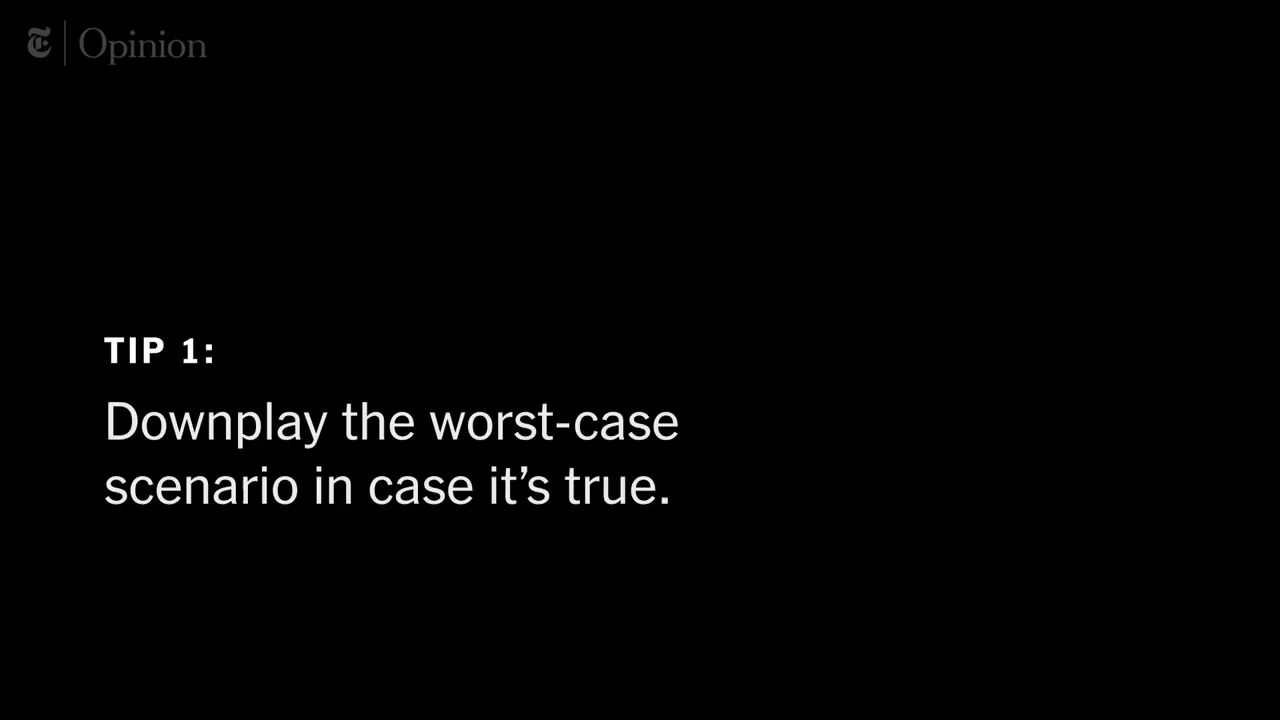 T | Opinion
TIP 1:
Downplay the worst-case
scenario in case it’s true.